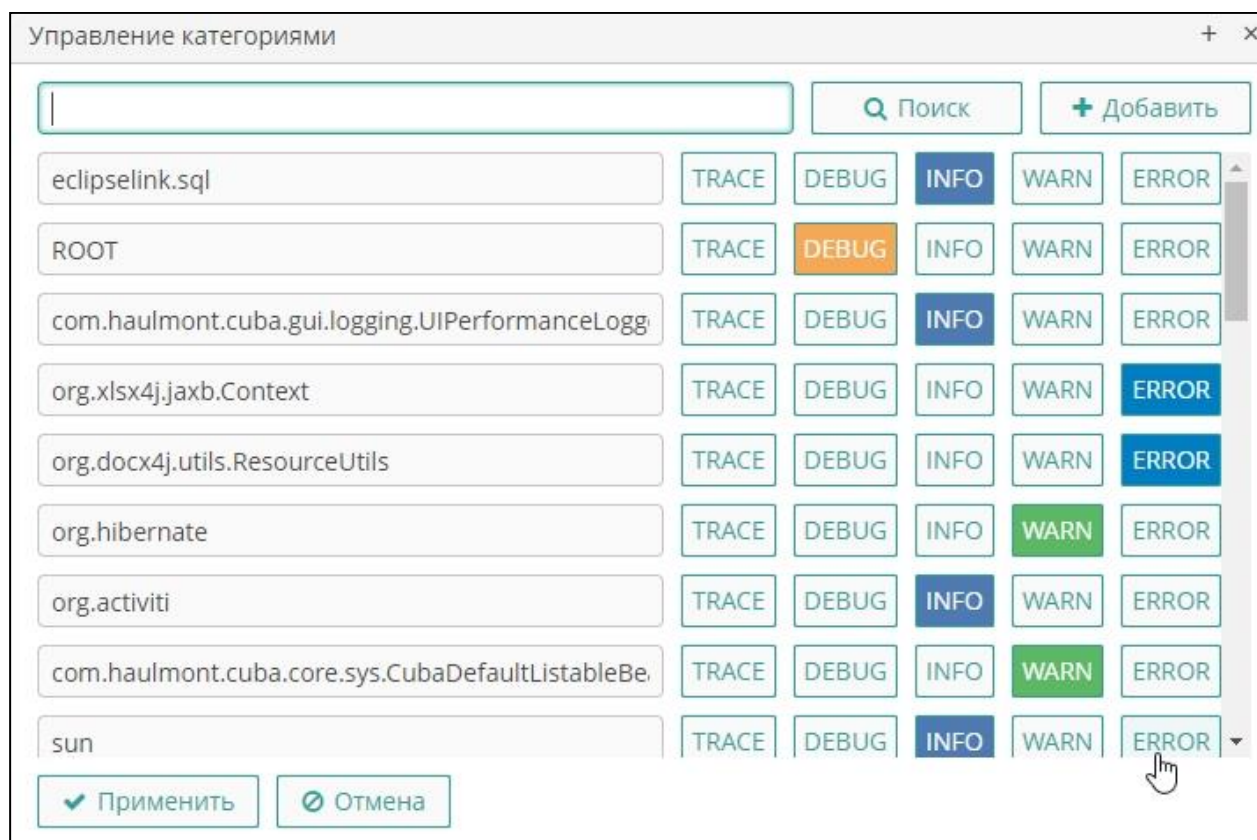 Управление категориями
Поиск Добавить
eclipselink.sql TRACE DEBUG INFO WARN ERROR
ROOT TRACE DEBUG INFO WARN ERROR
com.haulmont.cuba.gui.logging.UIPerformanceLogg TRACE DEBUG INFO WARN ERROR
org.xlsx4j.jaxb.Context TRACE DEBUG INFO WARN ERROR
org.docx4j.utils.ResourceUtils TRACE DEBUG INFO WARN ERROR
org.hibernate TRACE DEBUG INFO WARN ERROR
org.activiti TRACE DEBUG INFO WARN ERROR
com.haulmont.cuba.core.sys.CubaDefaultListableBe TRACE DEBUG INFO WARN ERROR
sun TRACE DEBUG INFO WARN ERROR
Применить Отмена